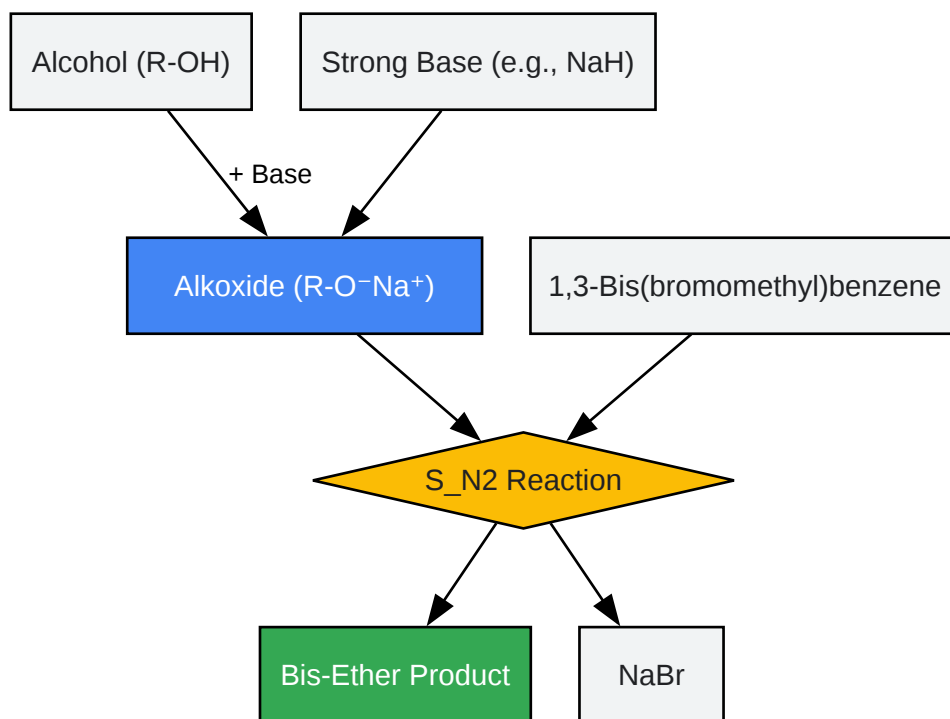 Alcohol (R-OH)
Strong Base (e.g., NaH)
+ Base
Alkoxide (R-O⁻Na⁺)
1,3-Bis(bromomethyl)benzene
S_N2 Reaction
Bis-Ether Product
NaBr